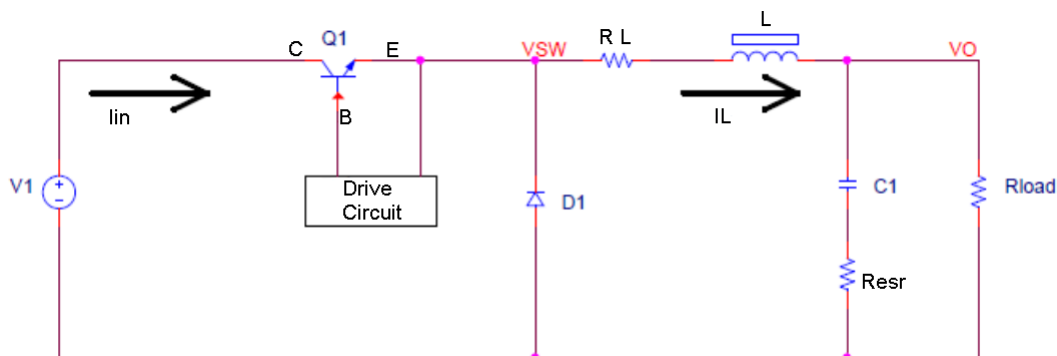 Q1
C
E
VSW
R L
L
VO
Iin
B
IL
V1
Drive
Circuit
D1
C1
Rload
Resr